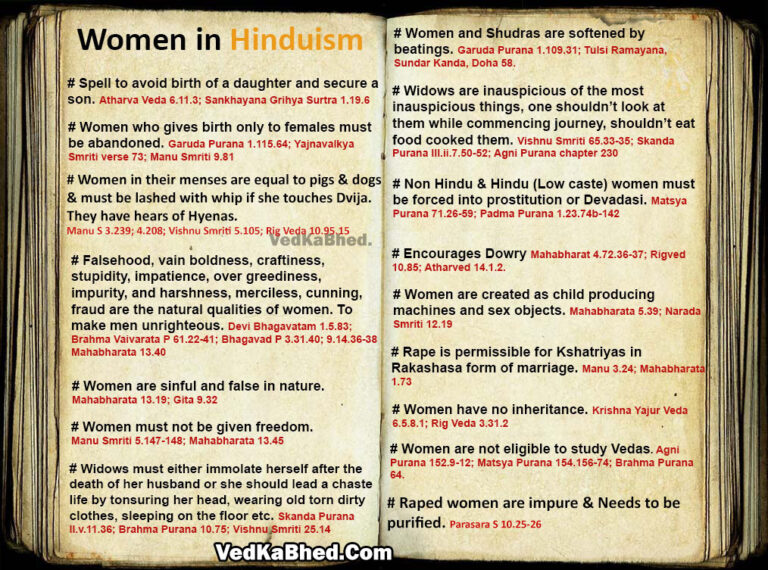 Women in Hinduism
# Spell to avoid birth of a daughter and secure a
son. Atharva Veda 6.11.3; Sankhayana Grihya Surtra 1.19.6
# Women who gives birth only to females must
be abandoned. Garuda Purana 1.115.64; Yajnavalkya
Smriti verse 73; Manu Smriti 9.81
# Women in their menses are equal to pigs & dogs
& must be lashed with whip if she touches Dvija.
They have hears of Hyenas.
Manu S 3.239; 4.208; Vishnu Smriti 5.105; Rig Veda 10.95.15
VedKaBhed.
# Falsehood, vain boldness, craftiness,
stupidity, impatience, over greediness,
impurity, and harshness, merciless, cunning,
fraud are the natural qualities of women. To
make men unrighteous. Devi Bhagavatam 1.5.83;
Brahma Vaivarata P 61.22-41; Bhagavad P 3.31.40; 9.14.36-38
Mahabharata 13.40
# Women are sinful and false in nature.
Mahabharata 13.19; Gita 9.32
# Women must not be given freedom.
Manu Smriti 5.147-148; Mahabharata 13.45
# Widows must either immolate herself after the
death of her husband or she should lead a chaste
life by tonsuring her head, wearing old torn dirty
clothes, sleeping on the floor etc. Skanda Purana
II.v.11.36; Brahma Purana 10.75; Vishnu Smriti 25.14
# Women and Shudras are softened by
beatings. Garuda Purana 1.109.31; Tulsi Ramayana,
Sundar Kanda, Doha 58.
# Widows are inauspicious of the most
inauspicious things, one shouldn't look at
them while commencing journey, shouldn't eat
food cooked them. Vishnu Smriti 65.33-35; Skanda
Purana III.ii.7.50-52; Agni Purana chapter 230
# Non Hindu & Hindu (Low caste) women must
be forced into prostitution or Devadasi. Matsya
Purana 71.26-59; Padma Purana 1.23.74b-142
# Encourages Dowry Mahabharat 4.72.36-37; Rigved
10.85; Atharved 14.1.2.
# Women are created as child producing
machines and sex objects. Mahabharata 5.39; Narada
Smriti 12.19
# Rape is permissible for Kshatriyas in
Rakashasa form of marriage. Manu 3.24; Mahabharata
1.73
# Women have no inheritance. Krishna Yajur Veda
6.5.8.1; Rig Veda 3.31.2
# Women are not eligible to study Vedas. Agni
Purana 152.9-12; Matsya Purana 154.156-74; Brahma Purana
64.
# Raped women are impure & Needs to be
purified. Parasara S 10.25-26
VedKaBhed.Com